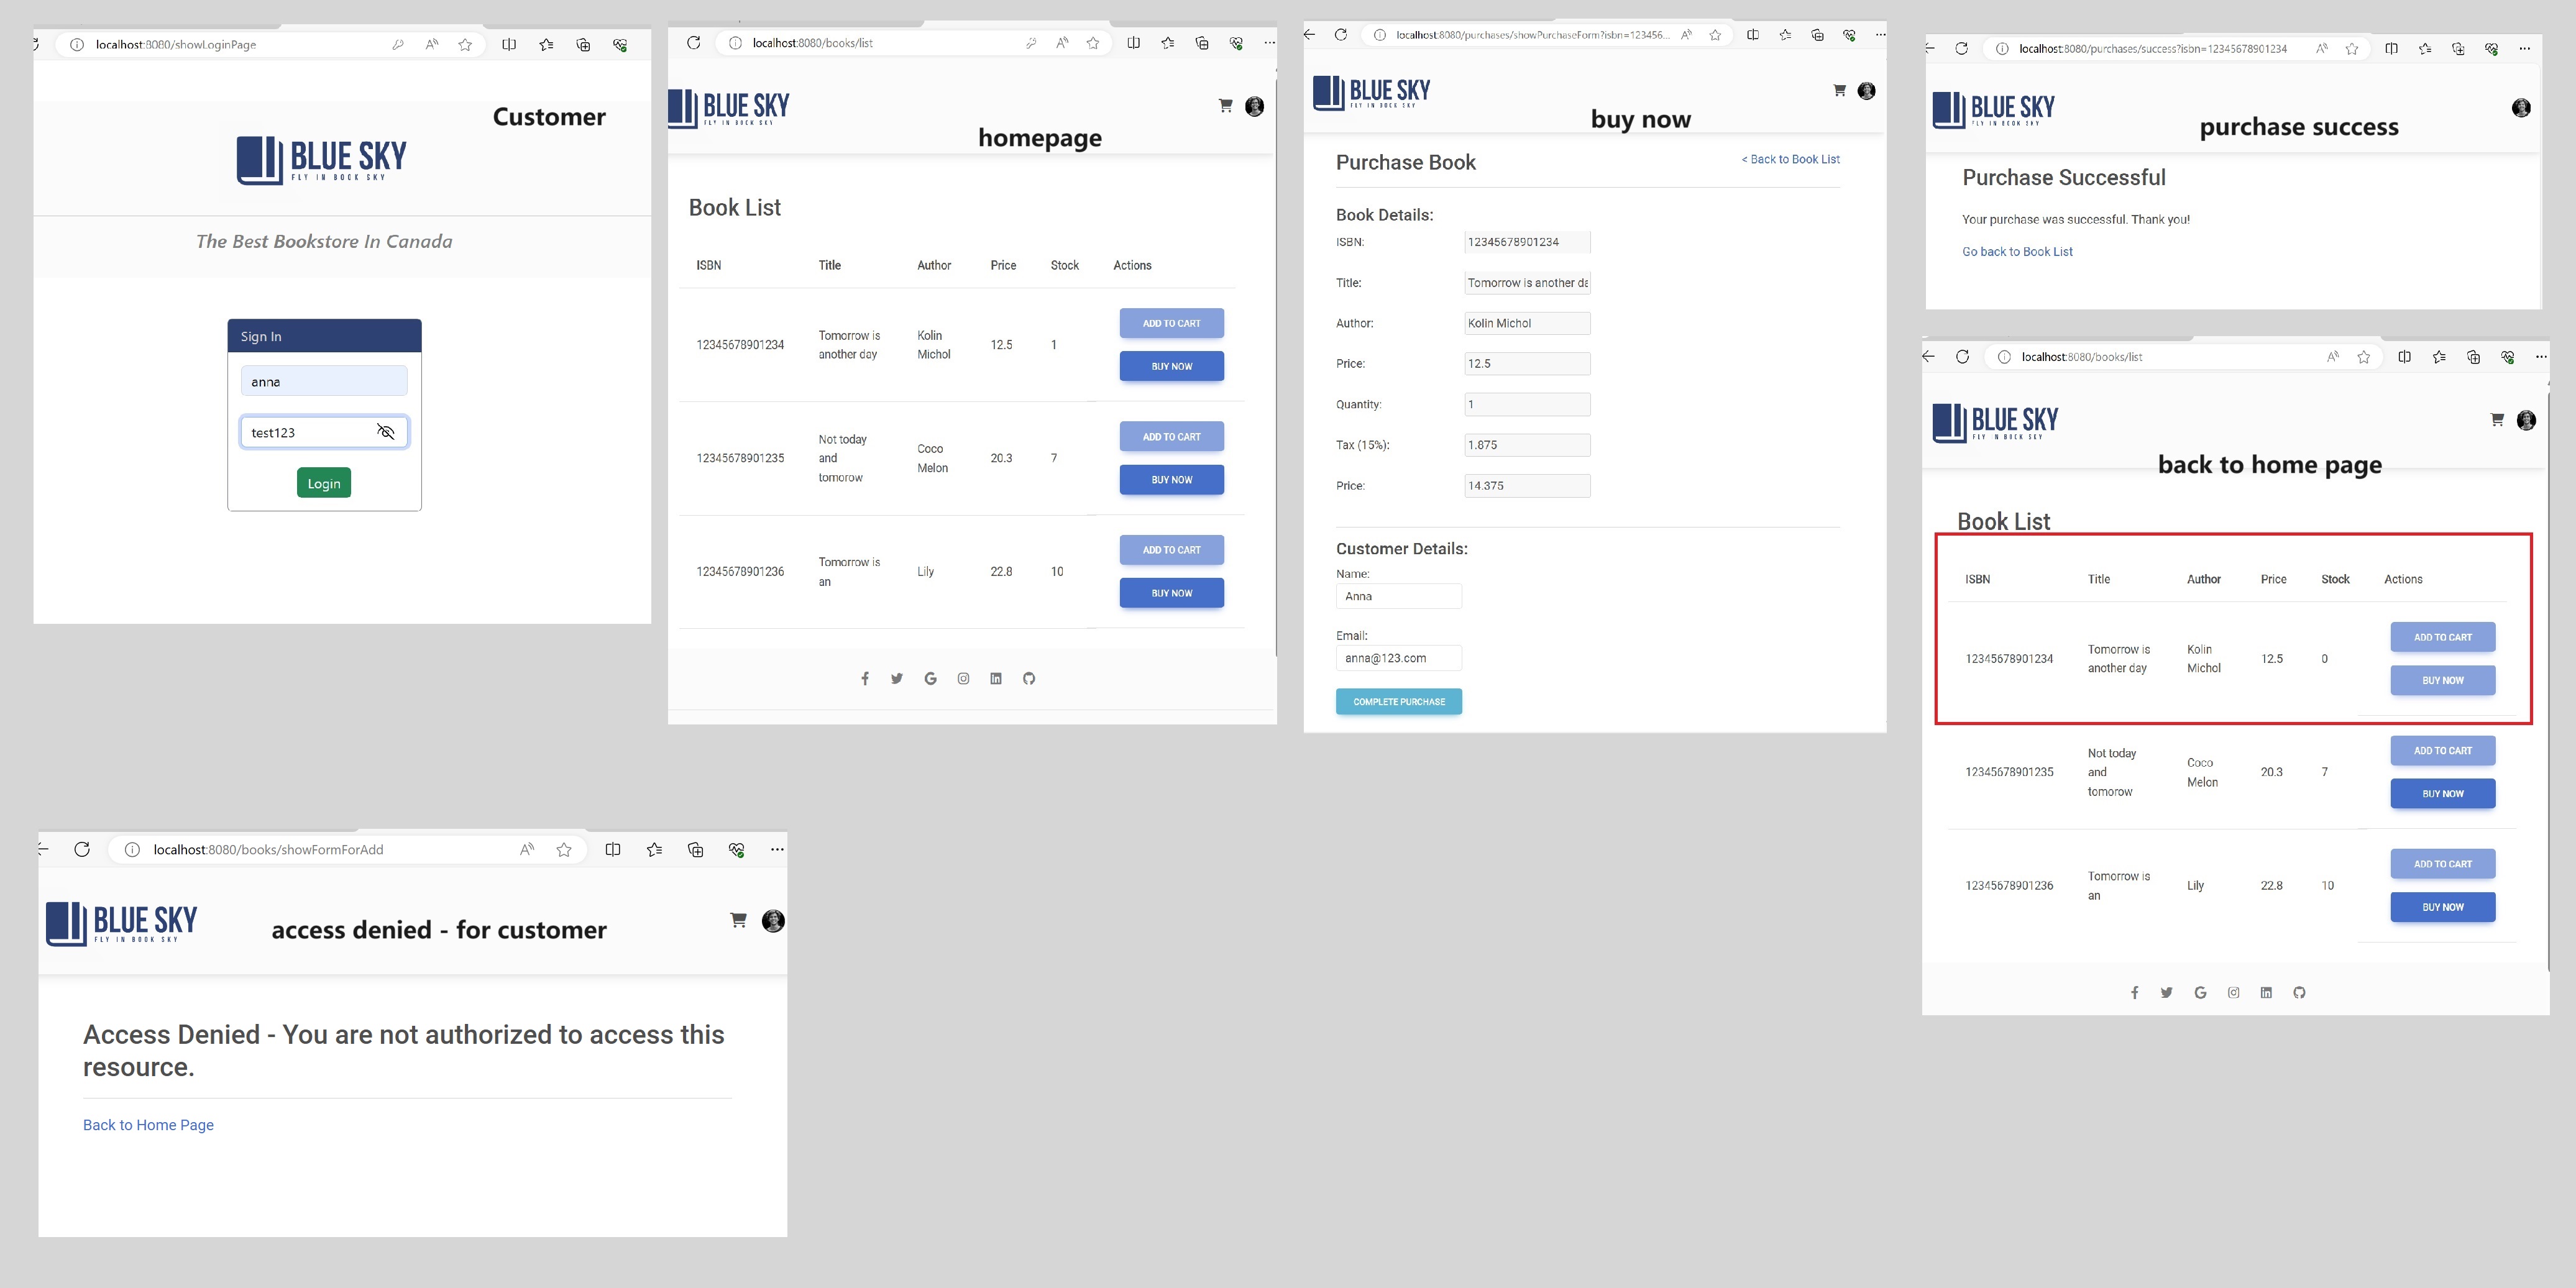 localhost:8080/showLoginPage
Customer
BLUE SKY
FLY IN BOOK SKY
The Best Bookstore In Canada
Sign In
anna
test123
Login
localhost:8080/books/list
BLUE SKY
FLY IN BOOK SKY
homepage
Book List
ISBN Title Author Price Stock Actions
12345678901234 Tomorrow is another day Kolin Michol 12.5 1 ADD TO CART
BUY NOW
12345678901235 Not today and tomorow Coco Melon 20.3 7 ADD TO CART
BUY NOW
12345678901236 Tomorrow is an Lily 22.8 10 ADD TO CART
BUY NOW
localhost:8080/purchases/showPurchaseForm?isbn=123456...
BLUE SKY
FLY IN BOOK SKY
buy now
Purchase Book
< Back to Book List
Book Details:
ISBN: 12345678901234
Title: Tomorrow is another da
Author: Kolin Michol
Price: 12.5
Quantity: 1
Tax (15%): 1.875
Price: 14.375
Customer Details:
Name:
Anna
Email:
anna@123.com
COMPLETE PURCHASE
localhost:8080/purchases/success?isbn=12345678901234
BLUE SKY
FLY IN BOOK SKY
purchase success
Purchase Successful
Your purchase was successful. Thank you!
Go back to Book List
localhost:8080/books/list
BLUE SKY
FLY IN BOOK SKY
back to home page
Book List
ISBN Title Author Price Stock Actions
12345678901234 Tomorrow is another day Kolin Michol 12.5 0 ADD TO CART
BUY NOW
12345678901235 Not today and tomorow Coco Melon 20.3 7 ADD TO CART
BUY NOW
12345678901236 Tomorrow is an Lily 22.8 10 ADD TO CART
BUY NOW
localhost:8080/books/showFormForAdd
BLUE SKY
FLY IN BOOK SKY
access denied - for customer
Access Denied - You are not authorized to access this
resource.
Back to Home Page